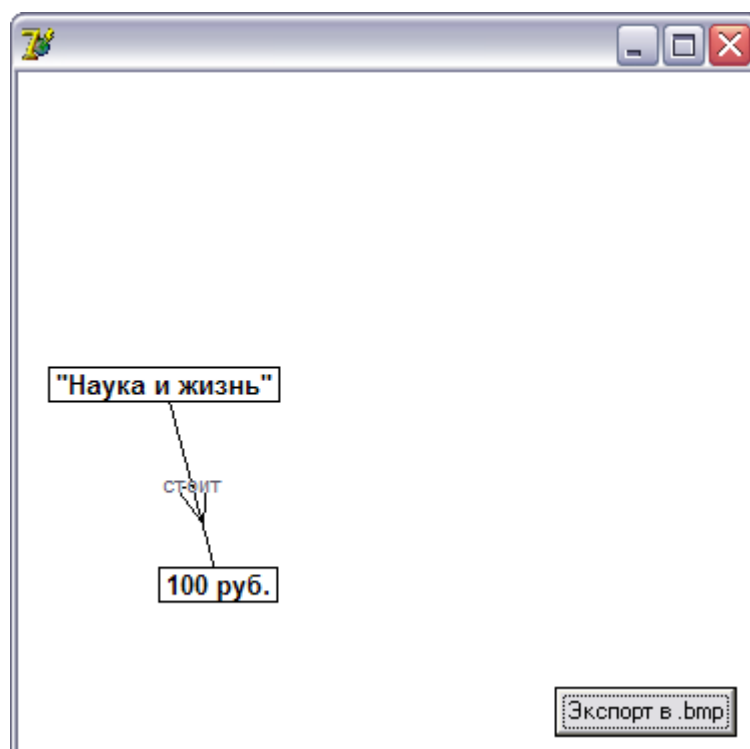 "Наука и жизнь"
стоит
100 руб.
Экспорт в .bmp